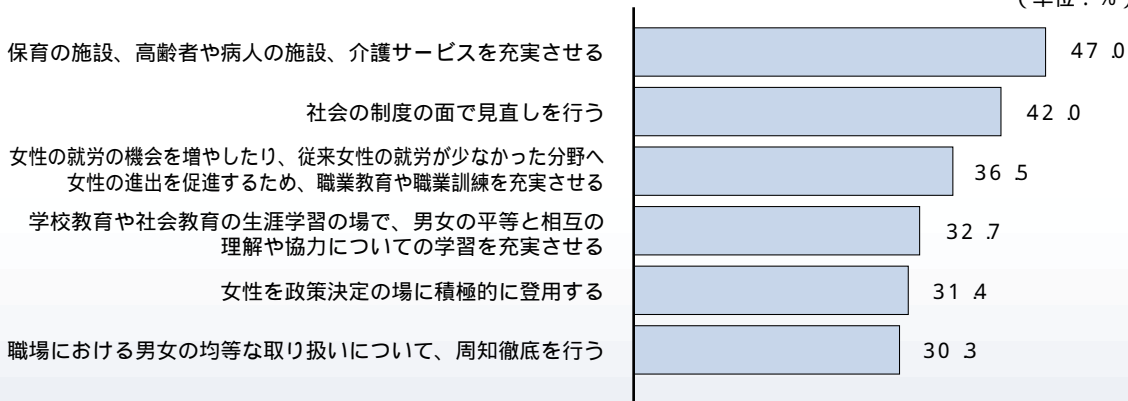 （単位：％）
保育の施設、高齢者や病人の施設、介護サービスを充実させる
47.0
社会の制度の面で見直しを行う
42.0
女性の就労の機会を増やしたり、従来女性の就労が少なかった分野へ
女性の進出を促進するため、職業教育や職業訓練を充実させる
36.5
学校教育や社会教育の生涯学習の場で、男女の平等と相互の
理解や協力についての学習を充実させる
32.7
女性を政策決定の場に積極的に登用する
31.4
職場における男女の均等な取り扱いについて、周知徹底を行う
30.3